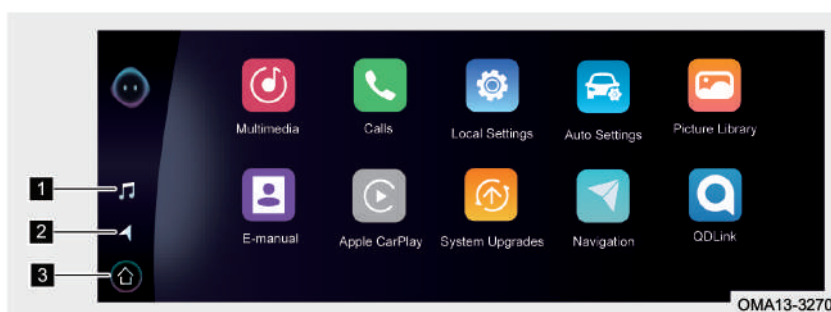 Multimedia
Calls
Local Settings
Auto Settings
Picture Library
1
2
E-manual
Apple CarPlay
System Upgrades
Navigation
QDLink
3
OMA13-3270